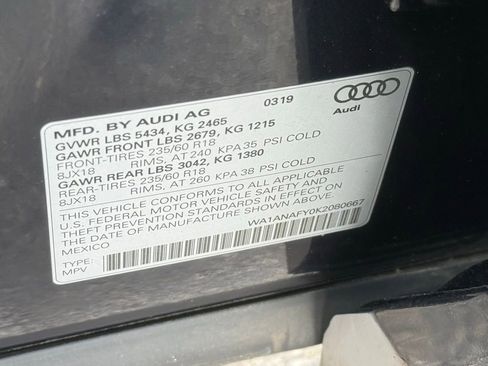 MFD. BY AUDI AG 0319
GVWR LBS 5434, KG 2465
GAWR FRONT LBS 2679, KG 1215
FRONT-TIRES 235/60 R18
8JX18 RIMS, AT 240 KPA 35 PSI COLD
GAWR REAR LBS 3042, KG 1380
REAR-TIRES 235/60 R18
8JX18 RIMS, AT 260 KPA 38 PSI COLD
Audi
THIS VEHICLE CONFORMS TO ALL APPLICABLE
U.S. FEDERAL MOTOR VEHICLE SAFETY AND
THEFT PREVENTION STANDARDS IN EFFECT ON
THE DATE OF MANUFACTURE SHOWN ABOVE.
MEXICO
WA1ANAFY0K2080667
TYPE:
MPV